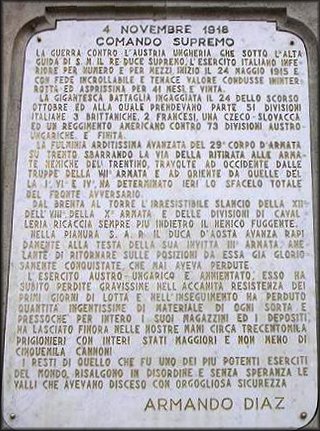 4 NOVEMBRE 1918
COMANDO SUPREMO
LA GUERRA CONTRO L'AUSTRIA UNGHERIA CHE SOTTO L'ALTA
GUIDA DI S. M. IL RE DUCE SUPREMO, L'ESERCITO ITALIANO INFE
RIORE PER NUMERO E PER MEZZI, INIZIÒ IL 24 MAGGIO 1915 E
CON FEDE INCROLLABILE E TENACE VALORE CONDUSSE ININTER
ROTTA ED ASPRISSIMA PER 41 MESI, E VINTA.
LA GIGANTESCA BATTAGLIA INGAGGIATA IL 24 DELLO SCORSO
OTTOBRE ED ALLA QUALE PRENDEVANO PARTE 51 DIVISIONI
ITALIANE 3 BRITTANICHE, 2 FRANCESI, UNA CZECO-SLOVACCA
ED UN REGGIMENTO AMERICANO CONTRO 73 DIVISIONI AUSTRO-
UNGARICHE, E FINITA.
LA FULMINIA ARDITISSIMA AVANZATA DEL 29° CORPO D'ARMATA
SU TRENTO SBARRANDO LA VIA DELLA RITIRATA ALLE ARMA
TE NEMICHE DEL TRENTINO, TRAVOLTE AD OCCIDENTE DALLE
TRUPPE DELLA VIIª ARMATA E AD ORIENTE DA QUELLE DEL
LA Iª, VIª E IVª, HA DETERMINATO IERI LO SFACELO TOTALE
DEL FRONTE AVVERSARIO.
DAL BRENTA AL TORRE L'IRRESISTIBILE SLANCIO DELLA XIIª
DELL'VIIIª DELLA Xª ARMATA E DELLE DIVISIONI DI CAVAL
LERIA RICACCIA SEMPRE PIÙ INDIETRO IL NEMICO FUGGENTE.
NELLA PIANURA S. A. R. IL DUCA D'AOSTA AVANZA RAPI
DAMENTE ALLA TESTA DELLA SUA INVITTA IIIª ARMATA, ANE
LANTE DI RITORNARE SULLE POSIZIONI DA ESSA GIÀ GLORIO
SAMENTE CONQUISTATE, CHE MAI AVEVA PERDUTE
L'ESERCITO AUSTRO-UNGARICO È ANNIENTATO, ESSO HA
SUBITO PERDITE GRAVISSIME NELL'ACCANITA RESISTENZA DEI
PRIMI GIORNI DI LOTTA E NELL'INSEGUIMENTO HA PERDUTO
QUANTITÀ INGENTISSIME DI MATERIALE DI OGNI SORTA E
PRESSOCHE PER INTERO I SUOI MAGAZZINI ED I DEPOSITI,
HA LASCIATO FINORA NELLE NOSTRE MANI CIRCA TRECENTOMILA
PRIGIONIERI CON INTERI STATI MAGGIORI E NON MENO DI
CINQUEMILA CANNONI
I RESTI DI QUELLO CHE FU UNO DEI PIÙ POTENTI ESERCITI
DEL MONDO, RISALGONO IN DISORDINE E SENZA SPERANZA LE
VALLI CHE AVEVANO DISCESO CON ORGOGLIOSA SICUREZZA
ARMANDO DIAZ